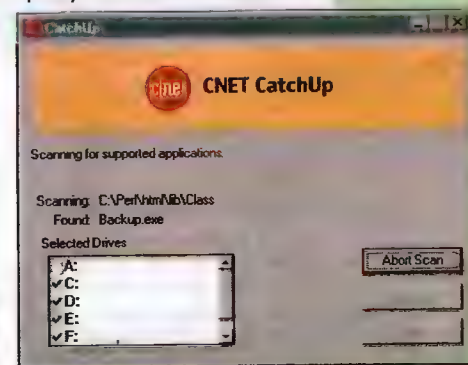 CatchUp
cnet CNET CatchUp
Scanning for supported applications.
Scanning: C:\Perl\html\lib\Class
Found: Backup.exe
Selected Drives
A:
C:
D:
E:
F:
Abort Scan